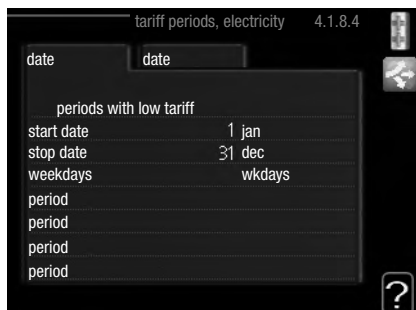 tariff periods, electricity 4.1.8.4
date date
periods with low tariff
start date 1 jan
stop date 31 dec
weekdays wkdays
period
period
period
period
?